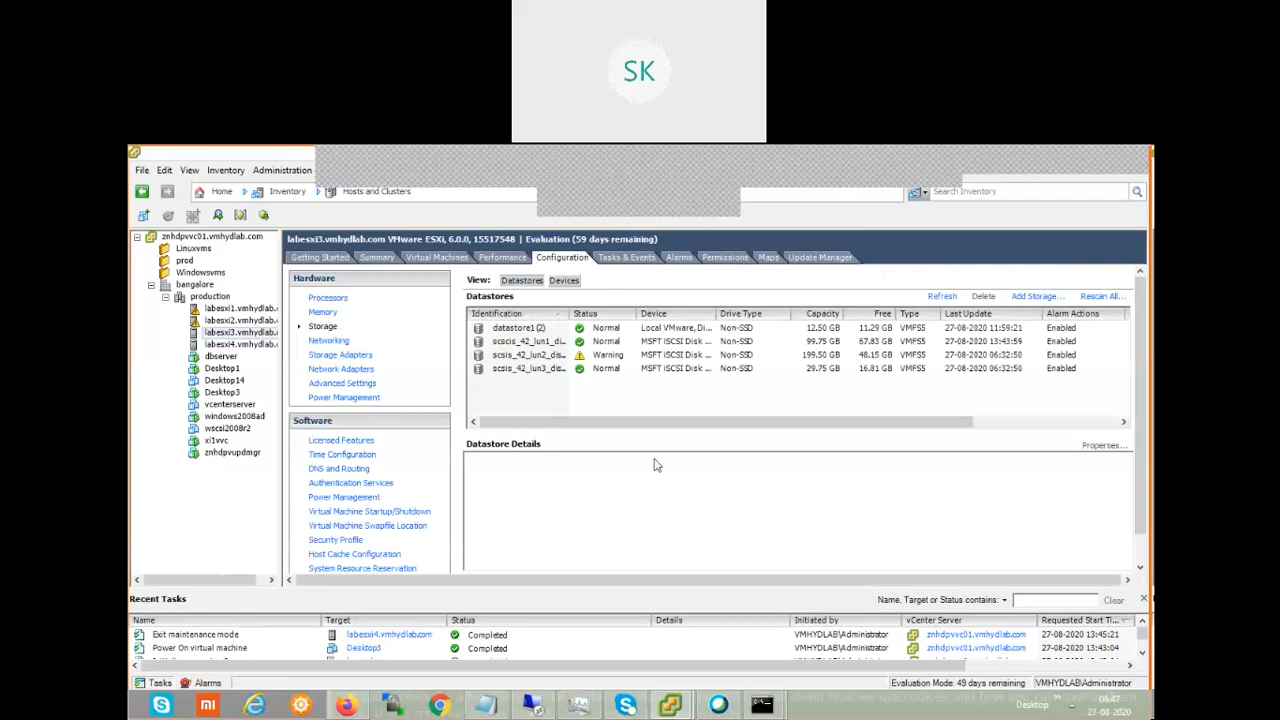 SK
File Edit View Inventory Administration
Home Inventory Hosts and Clusters Search Inventory
znhdpvvc01.vmhydlab.com
Linuxvms
prod
Windowsvms
bangalore
production
labesxi1.vmhydlab.
labesxi2.vmhydlab.
labesxi3.vmhydlab.
labesxi4.vmhydlab.
dbserver
Desktop1
Desktop14
Desktop3
vcenterserver
windows2008ad
wscsi2008r2
xi1vvc
znhdpvupdmgr
labesxi3.vmhydlab.com VMware ESXi, 6.0.0, 15517548 | Evaluation (59 days remaining)
Getting Started Summary Virtual Machines Performance Configuration Tasks & Events Alarms Permissions Maps Update Manager
Hardware
Processors
Memory
Storage
Networking
Storage Adapters
Network Adapters
Advanced Settings
Power Management
Software
Licensed Features
Time Configuration
DNS and Routing
Authentication Services
Power Management
Virtual Machine Startup/Shutdown
Virtual Machine Swapfile Location
Security Profile
Host Cache Configuration
System Resource Reservation
View: Datastores Devices
Datastores Refresh Delete Add Storage... Rescan All...
Identification Status Device Drive Type Capacity Free Type Last Update Alarm Actions
datastore1 (2) Normal Local VMware, Di... Non-SSD 12.50 GB 11.29 GB VMFS5 27-08-2020 11:59:21 Enabled
scscis_42_lun1_di... Normal MSFT iSCSI Disk ... Non-SSD 99.75 GB 67.83 GB VMFS5 27-08-2020 13:43:59 Enabled
scsis_42_lun2_dis... Warning MSFT iSCSI Disk ... Non-SSD 199.50 GB 48.15 GB VMFS5 27-08-2020 06:32:50 Enabled
scsis_42_lun3_dis... Normal MSFT iSCSI Disk ... Non-SSD 29.75 GB 16.81 GB VMFS5 27-08-2020 06:32:50 Enabled
Datastore Details Properties...
Recent Tasks Name, Target or Status contains: Clear
Name Target Status Details Initiated by vCenter Server Requested Start Ti...
Exit maintenance mode labesxi4.vmhydlab.com Completed VMHYDLAB\Administrator znhdpvvc01.vmhydlab.com 27-08-2020 13:45:21
Power On virtual machine Desktop3 Completed VMHYDLAB\Administrator znhdpvvc01.vmhydlab.com 27-08-2020 13:43:04
Tasks Alarms Evaluation Mode: 49 days remaining VMHYDLAB\Administrator
Desktop 06:47
27-08-2020